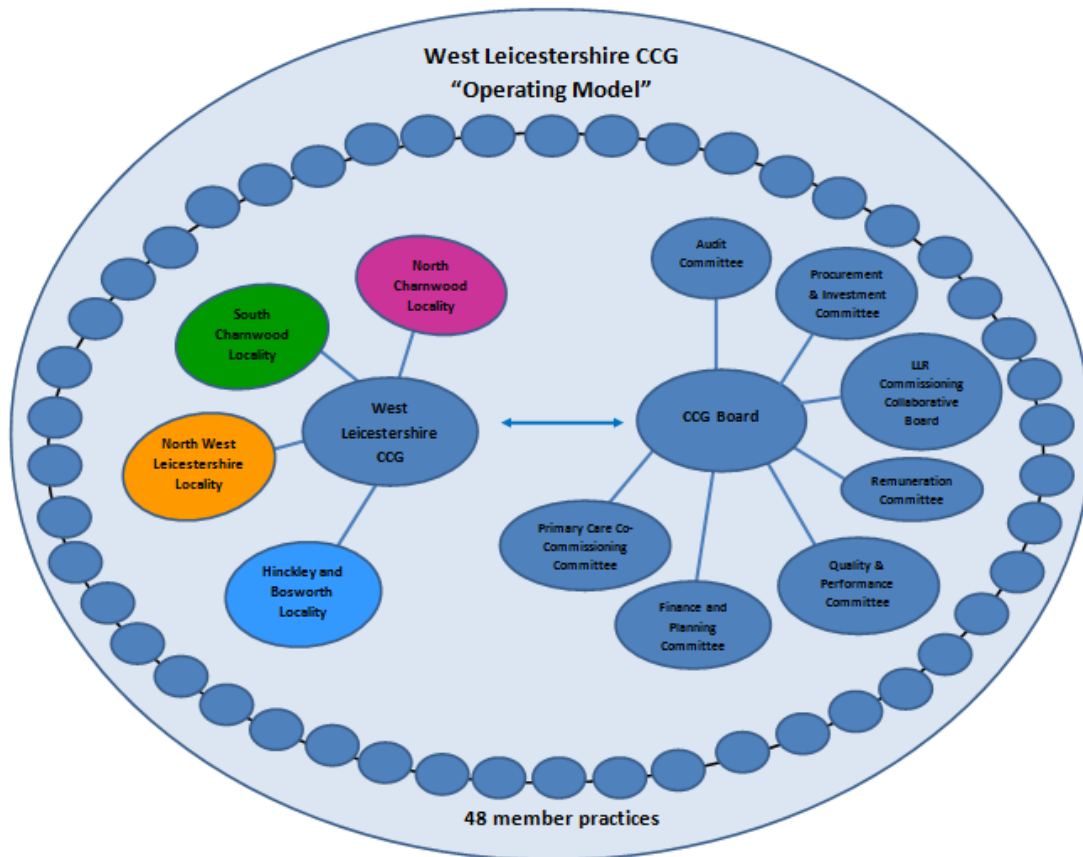 West Leicestershire CCG
“Operating Model”
North
Charnwood
Locality
South
Charnwood
Locality
North West
Leicestershire
Locality
Hinckley and
Bosworth
Locality
West
Leicestershire
CCG
CCG Board
Audit
Committee
Procurement
& Investment
Committee
LLR
Commissioning
Collaborative
Board
Remuneration
Committee
Quality &
Performance
Committee
Finance and
Planning
Committee
Primary Care Co-
Commissioning
Committee
48 member practices